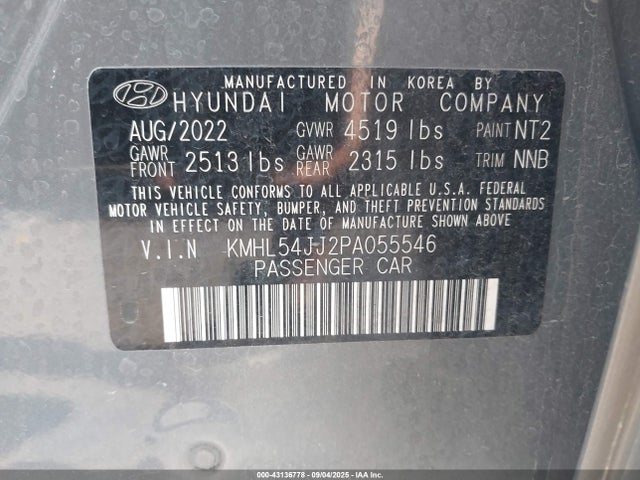 MANUFACTURED IN KOREA BY
HYUNDAI MOTOR COMPANY
AUG/2022 GVWR 4519 lbs PAINT NT2
GAWR FRONT 2513 lbs GAWR REAR 2315 lbs TRIM NNB
THIS VEHICLE CONFORMS TO ALL APPLICABLE U.S.A. FEDERAL
MOTOR VEHICLE SAFETY, BUMPER, AND THEFT PREVENTION STANDARDS
IN EFFECT ON THE DATE OF MANUFACTURE SHOWN ABOVE.
V.I.N KMHL54JJ2PA055546
PASSENGER CAR
000-43136778 - 09/04/2025 - IAA Inc.